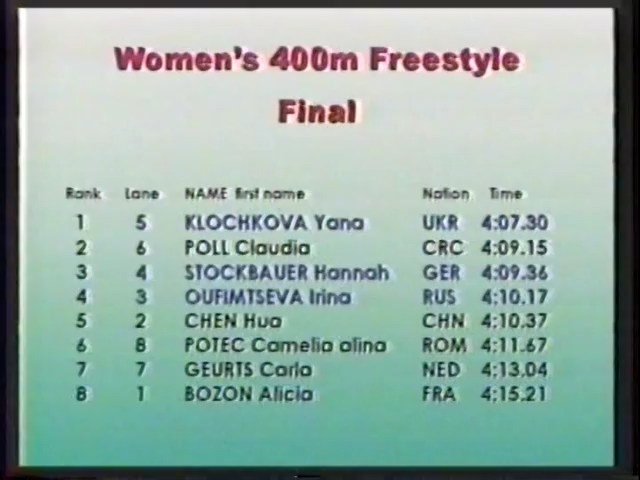 Women's 400m Freestyle
Final
Rank Lane NAME first name Nation Time
1 5 KLOCHKOVA Yana UKR 4:07.30
2 6 POLL Claudia CRC 4:09.15
3 4 STOCKBAUER Hannah GER 4:09.36
4 3 OUFIMTSEVA Irina RUS 4:10.17
5 2 CHEN Hua CHN 4:10.37
6 8 POTEC Camelia alina ROM 4:11.67
7 7 GEURTS Carla NED 4:13.04
8 1 BOZON Alicia FRA 4:15.21